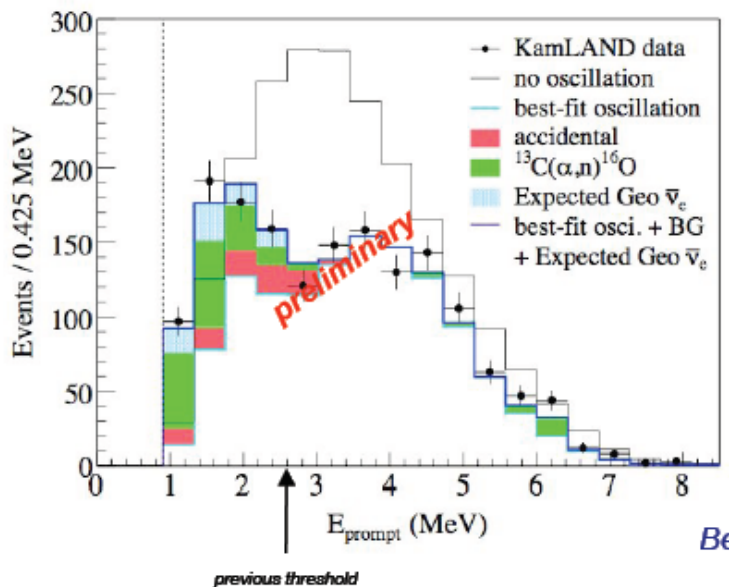 300
250
200
150
100
50
0
Events / 0.425 MeV
KamLAND data
no oscillation
best-fit oscillation
accidental
¹³C(α,n)¹⁶O
Expected Geo ν̅ₑ
best-fit osci. + BG
+ Expected Geo ν̅ₑ
preliminary
0 1 2 3 4 5 6 7 8
E_prompt (MeV)
Be
previous threshold